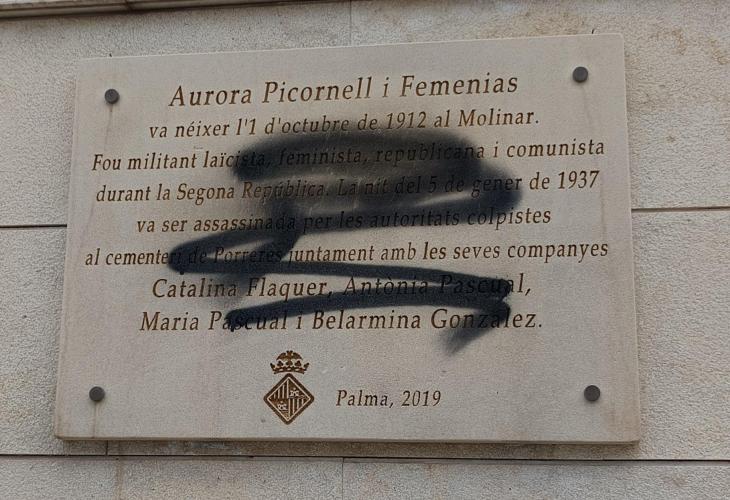 Aurora Picornell i Femenias
va néixer l'1 d'octubre de 1912 al Molinar.
Fou militant laïcista, feminista, republicana i comunista
durant la Segona República. La nit del 5 de gener de 1937
va ser assassinada per les autoritats colpistes
al cementeri de Porreres juntament amb les seves companyes
Catalina Flaquer, Antònia Pascual,
Maria Pascual i Belarmina González.
Palma, 2019